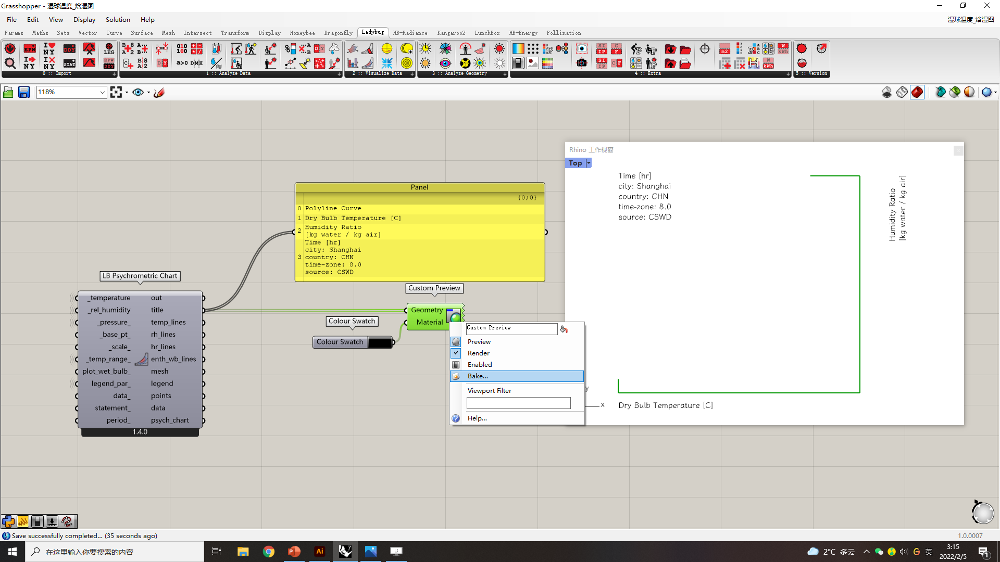 Grasshopper - 湿球温度_焓湿图
File Edit View Display Solution Help
湿球温度_焓湿图
Params Maths Sets Vector Curve Surface Mesh Intersect Transform Display Honeybee Dragonfly Ladybug HB-Radiance Kangaroo2 LunchBox HB-Energy Pollination
0 :: Import
1 :: Analyze Data
2 :: Visualize Data
3 :: Analyze Geometry
4 :: Extra
5 :: Version
118%
Rhino 工作视窗
Top
Time [hr]
city: Shanghai
country: CHN
time-zone: 8.0
source: CSWD
Humidity Ratio
[kg water / kg air]
y
x
Dry Bulb Temperature [C]
Panel
{0;0}
0 Polyline Curve
1 Dry Bulb Temperature [C]
2 Humidity Ratio
[kg water / kg air]
3 Time [hr]
city: Shanghai
country: CHN
time-zone: 8.0
source: CSWD
LB Psychrometric Chart
_temperature out
_rel_humidity title
_pressure_ temp_lines
_base_pt_ rh_lines
_scale_ hr_lines
_temp_range_ enth_wb_lines
plot_wet_bulb_ mesh
legend_par_ legend
data_ points
statement_ data
period_ psych_chart
1.4.0
Custom Preview
Geometry
Material
Colour Swatch
Colour Swatch
Custom Preview
Preview
Render
Enabled
Bake...
Viewport Filter
Help...
Save successfully completed... (35 seconds ago)
1.0.0007
在这里输入你要搜索的内容
Ai
2°C 多云
英
3:15
2022/2/5
1